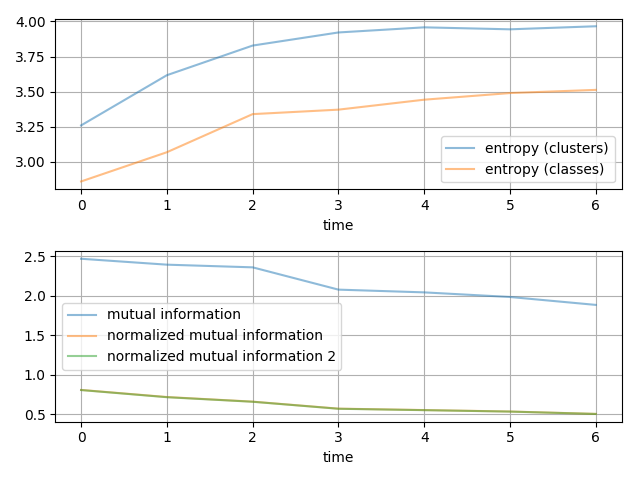 4.00
3.75
3.50
3.25
3.00
entropy (clusters)
entropy (classes)
0 1 2 3 4 5 6
time
2.5
2.0
1.5
1.0
0.5
mutual information
normalized mutual information
normalized mutual information 2
0 1 2 3 4 5 6
time